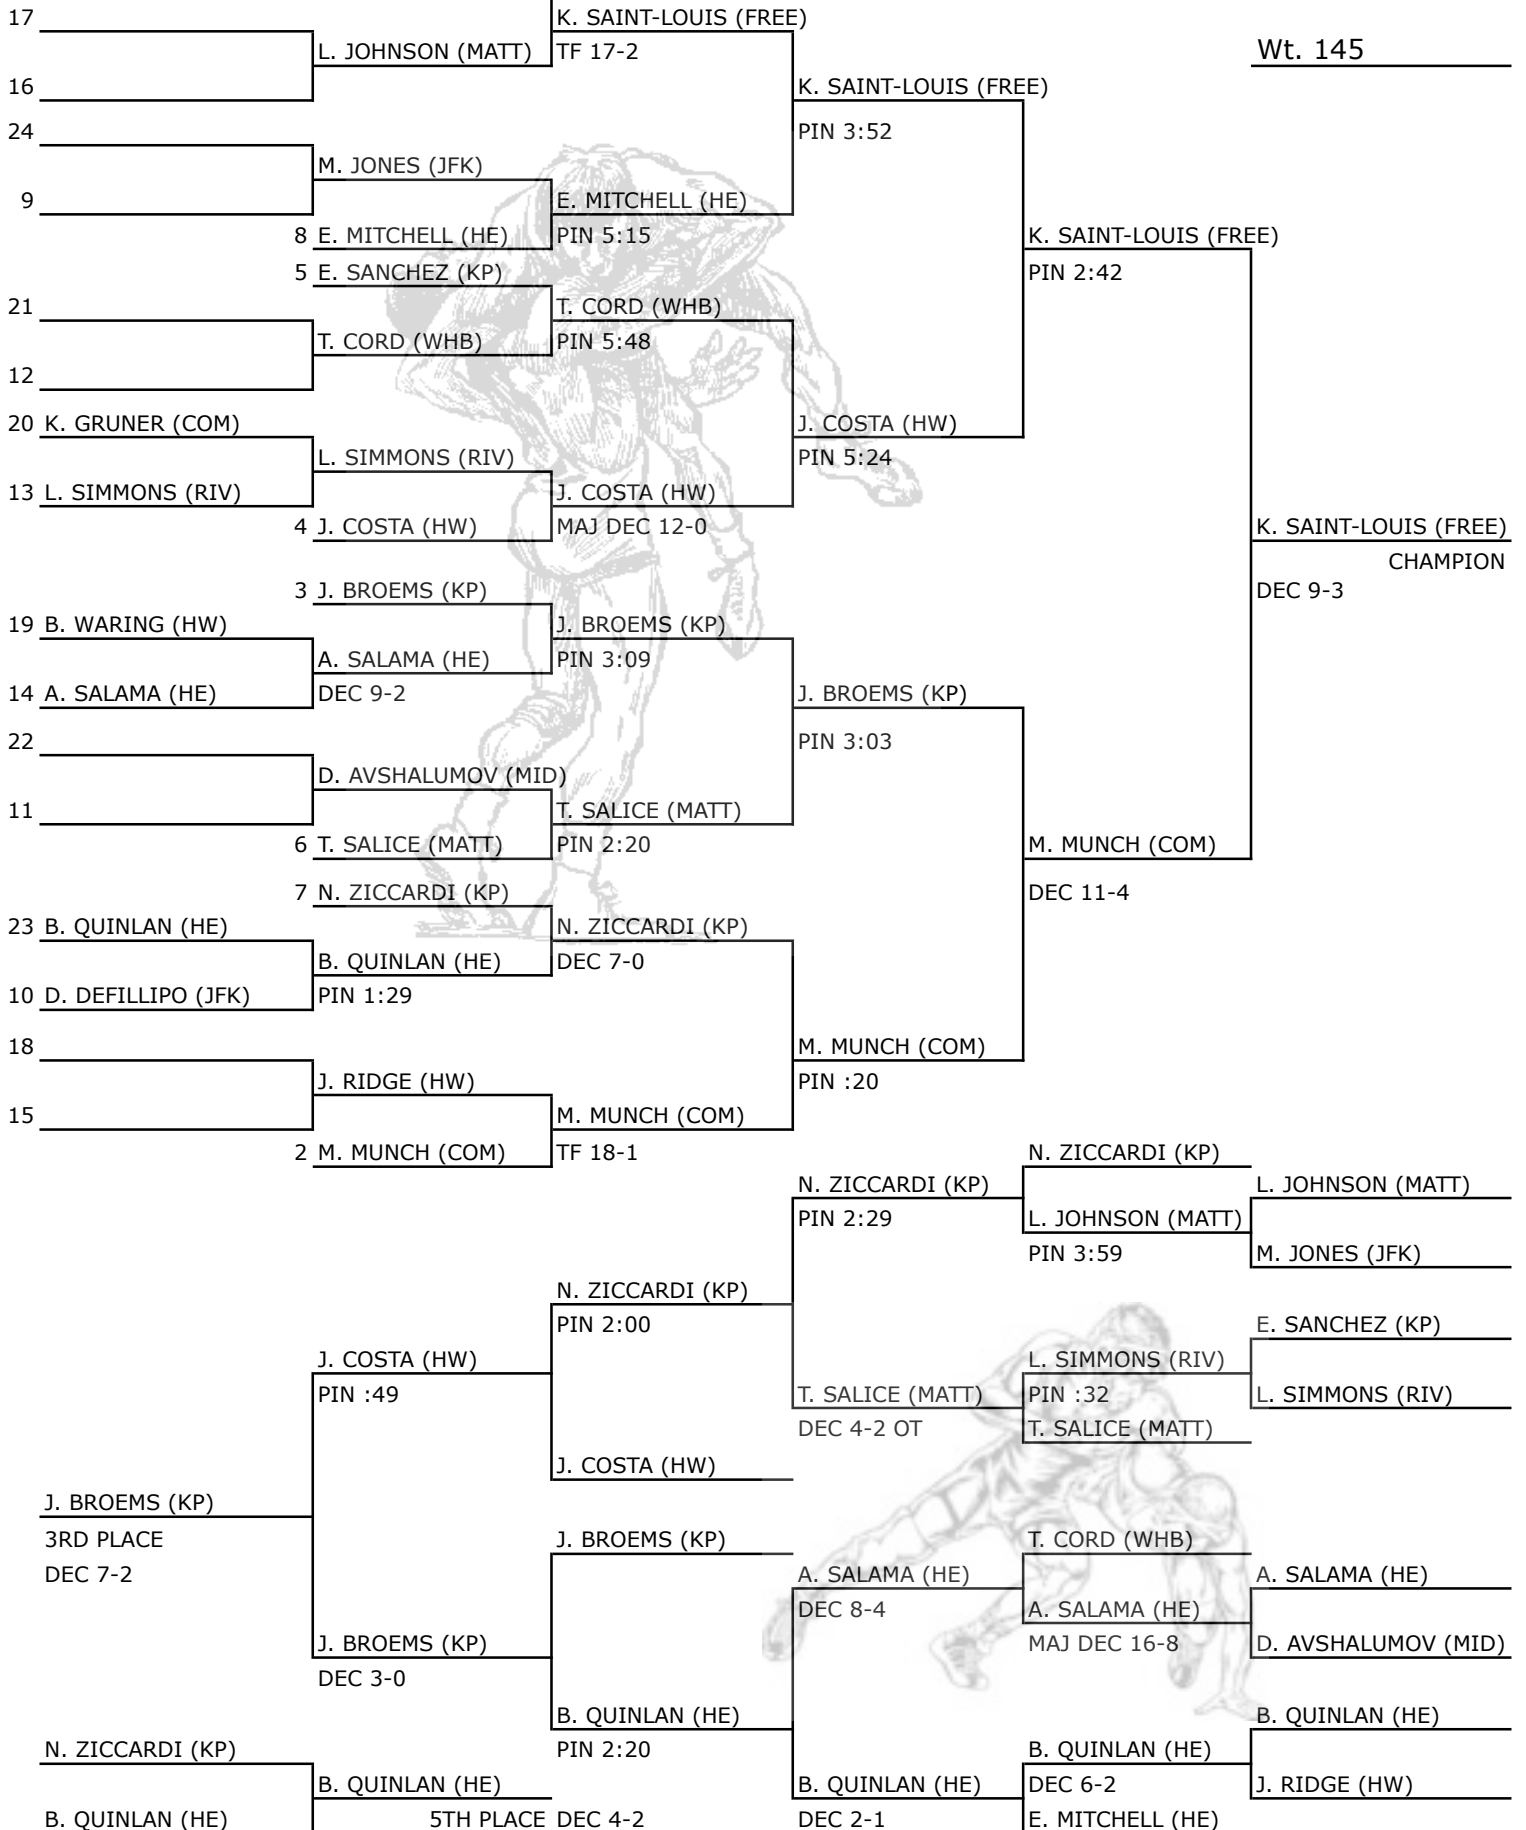 17
K. SAINT-LOUIS (FREE)
L. JOHNSON (MATT)
TF 17-2
Wt. 145
16
K. SAINT-LOUIS (FREE)
24
PIN 3:52
M. JONES (JFK)
9
E. MITCHELL (HE)
8 E. MITCHELL (HE)
PIN 5:15
K. SAINT-LOUIS (FREE)
5 E. SANCHEZ (KP)
PIN 2:42
21
T. CORD (WHB)
T. CORD (WHB)
PIN 5:48
12
20 K. GRUNER (COM)
J. COSTA (HW)
L. SIMMONS (RIV)
PIN 5:24
13 L. SIMMONS (RIV)
J. COSTA (HW)
4 J. COSTA (HW)
MAJ DEC 12-0
K. SAINT-LOUIS (FREE)
CHAMPION
3 J. BROEMS (KP)
DEC 9-3
19 B. WARING (HW)
J. BROEMS (KP)
A. SALAMA (HE)
PIN 3:09
14 A. SALAMA (HE)
DEC 9-2
J. BROEMS (KP)
22
PIN 3:03
D. AVSHALUMOV (MID)
11
T. SALICE (MATT)
6 T. SALICE (MATT)
PIN 2:20
M. MUNCH (COM)
7 N. ZICCARDI (KP)
DEC 11-4
23 B. QUINLAN (HE)
N. ZICCARDI (KP)
B. QUINLAN (HE)
DEC 7-0
10 D. DEFILLIPO (JFK)
PIN 1:29
18
M. MUNCH (COM)
J. RIDGE (HW)
PIN :20
15
M. MUNCH (COM)
2 M. MUNCH (COM)
TF 18-1
N. ZICCARDI (KP)
N. ZICCARDI (KP)
L. JOHNSON (MATT)
PIN 2:29
L. JOHNSON (MATT)
PIN 3:59
M. JONES (JFK)
N. ZICCARDI (KP)
PIN 2:00
E. SANCHEZ (KP)
J. COSTA (HW)
L. SIMMONS (RIV)
PIN :49
T. SALICE (MATT)
PIN :32
L. SIMMONS (RIV)
DEC 4-2 OT
T. SALICE (MATT)
J. COSTA (HW)
J. BROEMS (KP)
3RD PLACE
J. BROEMS (KP)
T. CORD (WHB)
DEC 7-2
A. SALAMA (HE)
A. SALAMA (HE)
DEC 8-4
A. SALAMA (HE)
J. BROEMS (KP)
MAJ DEC 16-8
D. AVSHALUMOV (MID)
DEC 3-0
B. QUINLAN (HE)
B. QUINLAN (HE)
N. ZICCARDI (KP)
PIN 2:20
B. QUINLAN (HE)
B. QUINLAN (HE)
B. QUINLAN (HE)
DEC 6-2
J. RIDGE (HW)
B. QUINLAN (HE)
5TH PLACE DEC 4-2
DEC 2-1
E. MITCHELL (HE)